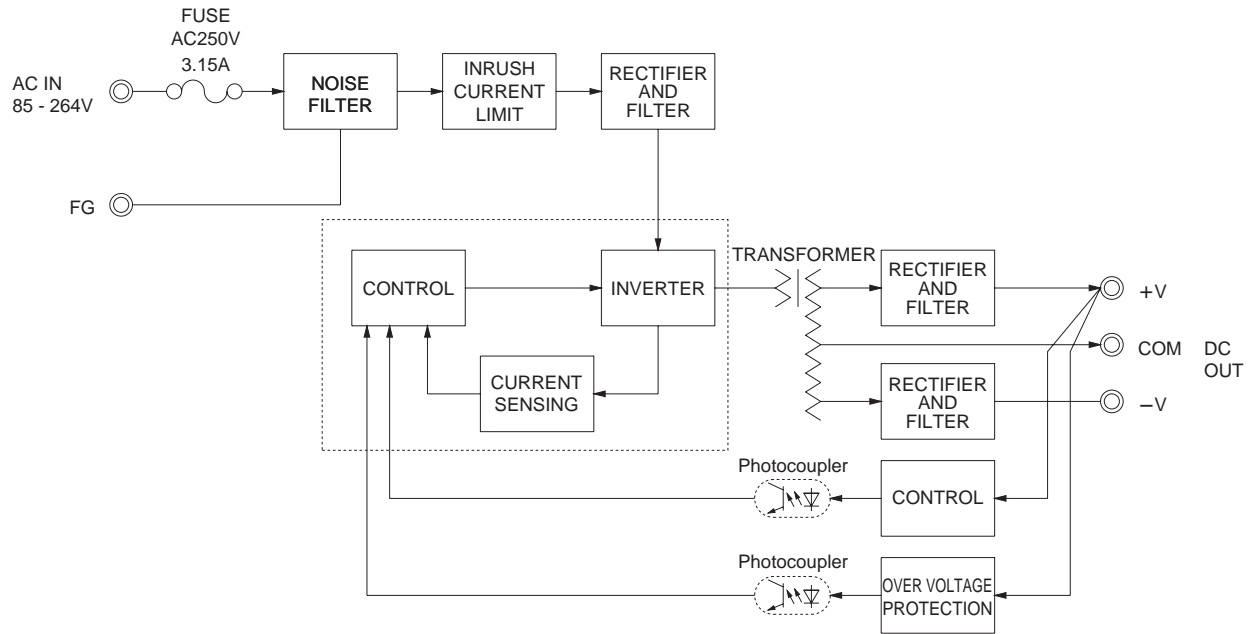 FUSE
AC250V
3.15A
AC IN
85 - 264V
NOISE
FILTER
INRUSH
CURRENT
LIMIT
RECTIFIER
AND
FILTER
FG
CONTROL
INVERTER
CURRENT
SENSING
TRANSFORMER
RECTIFIER
AND
FILTER
+V
COM
DC
OUT
RECTIFIER
AND
FILTER
−V
Photocoupler
CONTROL
Photocoupler
OVER VOLTAGE
PROTECTION